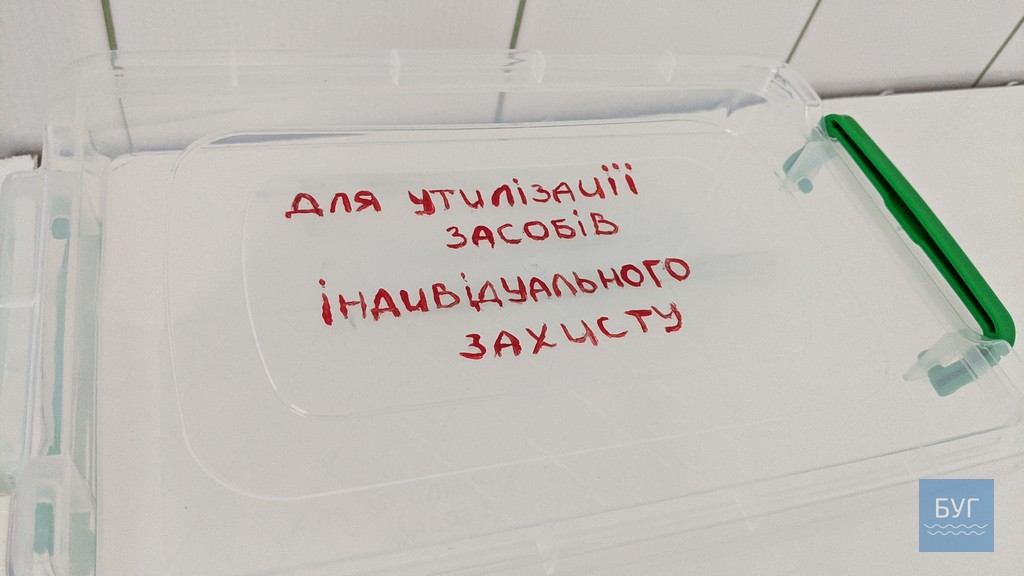 ДЛЯ УТИЛІЗАЦІЇ
ЗАСОБІВ
ІНДИВІДУАЛЬНОГО
ЗАХИСТУ
БУГ